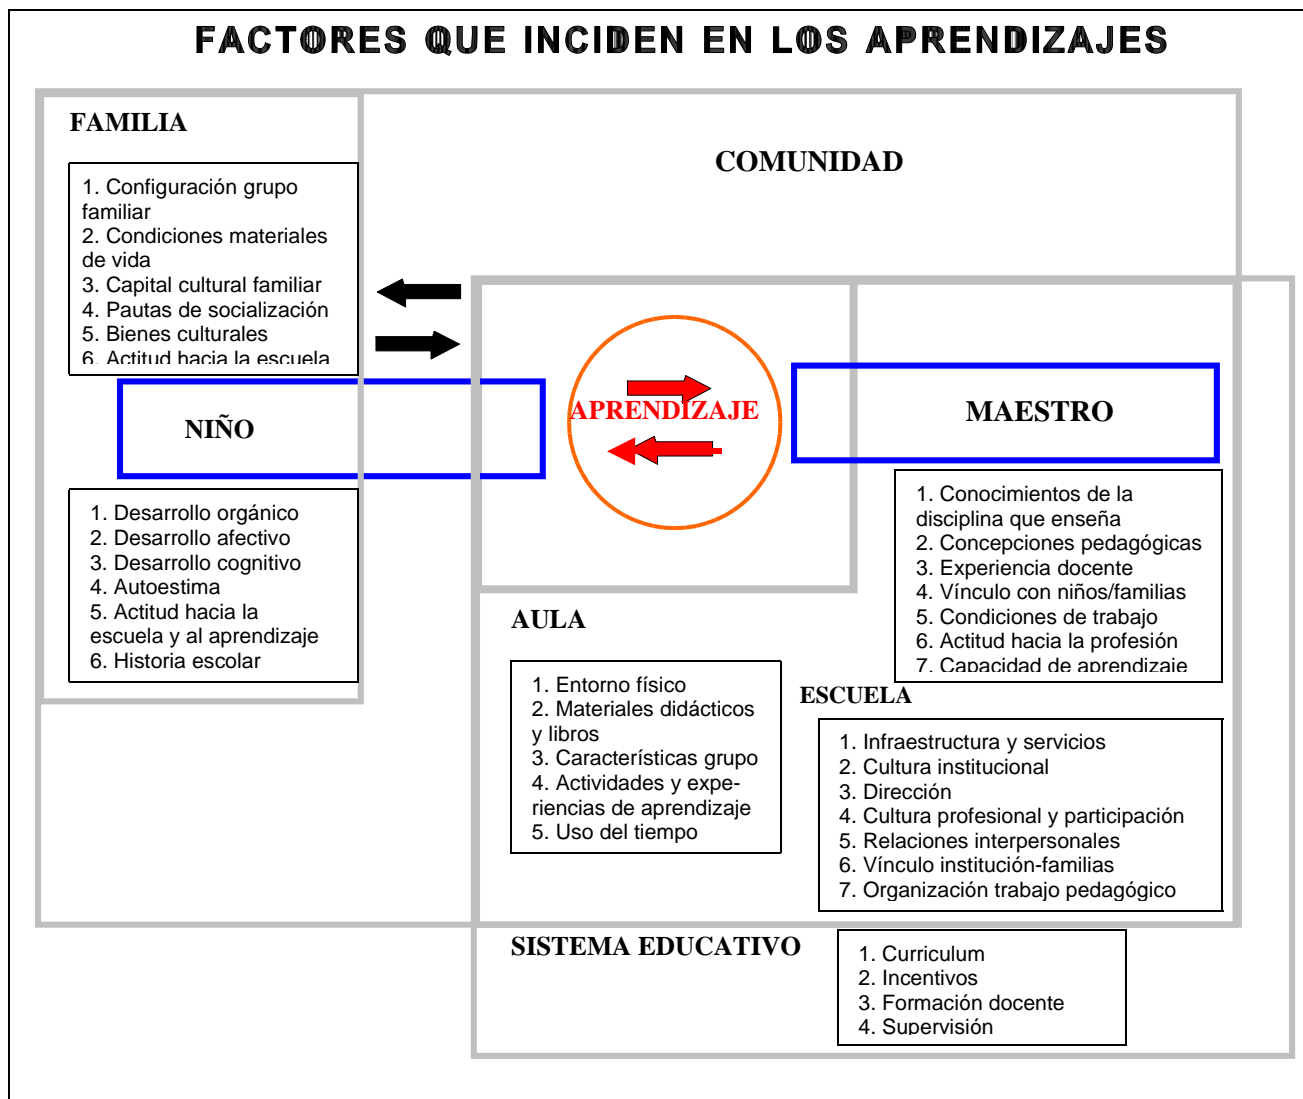 FACTORES QUE INCIDEN EN LOS APRENDIZAJES
FAMILIA
1. Configuración grupo
familiar
2. Condiciones materiales
de vida
3. Capital cultural familiar
4. Pautas de socialización
5. Bienes culturales
6. Actitud hacia la escuela
COMUNIDAD
NIÑO
APRENDIZAJE
MAESTRO
1. Desarrollo orgánico
2. Desarrollo afectivo
3. Desarrollo cognitivo
4. Autoestima
5. Actitud hacia la
escuela y al aprendizaje
6. Historia escolar
1. Conocimientos de la
disciplina que enseña
2. Concepciones pedagógicas
3. Experiencia docente
4. Vínculo con niños/familias
5. Condiciones de trabajo
6. Actitud hacia la profesión
7. Capacidad de aprendizaje
AULA
1. Entorno físico
2. Materiales didácticos
y libros
3. Características grupo
4. Actividades y expe-
riencias de aprendizaje
5. Uso del tiempo
ESCUELA
1. Infraestructura y servicios
2. Cultura institucional
3. Dirección
4. Cultura profesional y participación
5. Relaciones interpersonales
6. Vínculo institución-familias
7. Organización trabajo pedagógico
SISTEMA EDUCATIVO
1. Curriculum
2. Incentivos
3. Formación docente
4. Supervisión